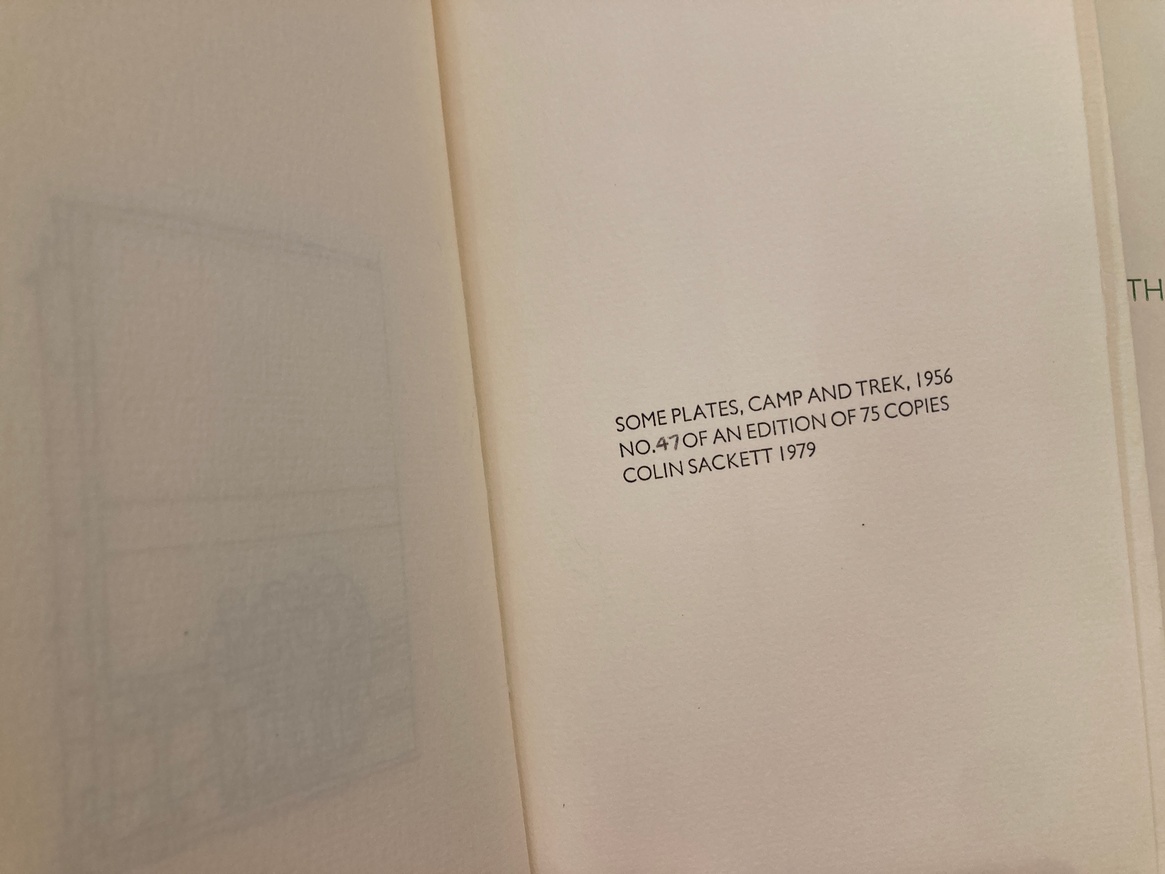 SOME PLATES, CAMP AND TREK, 1956
NO.47 OF AN EDITION OF 75 COPIES
COLIN SACKETT 1979
TH